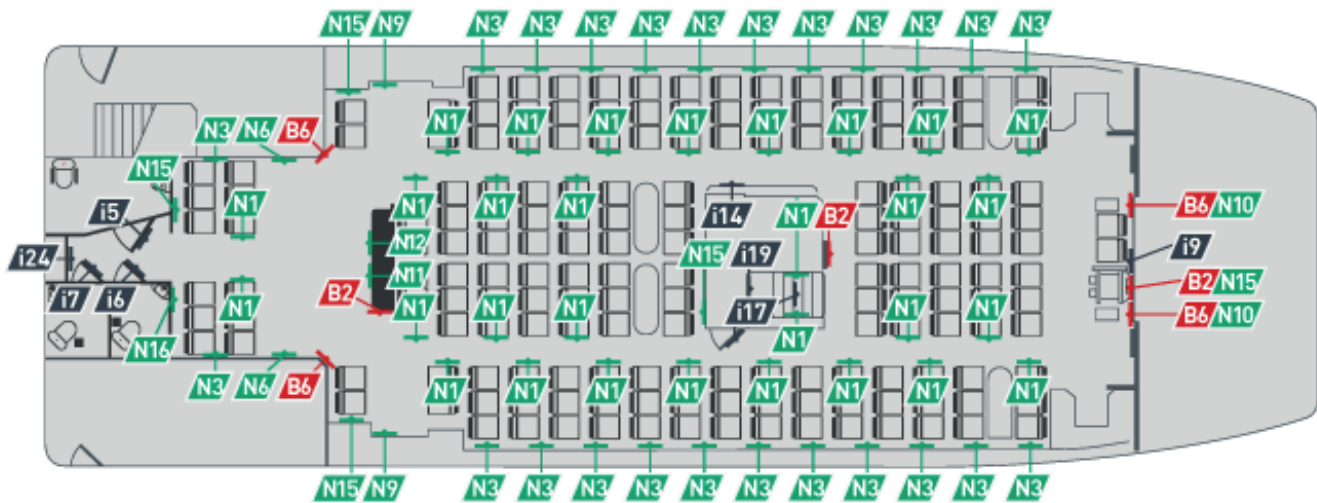 N15 N9 N3 N3 N3 N3 N3 N3 N3 N3 N3 N3 N3
N3 N6 B6 N1 N1 N1 N1 N1 N1 N1 N1
N15
i5 N1 N1 N1 N1 i14 N1 B2 N1 N1 B6 N10
i24 N12 N15 i19 i9
N11
i7 i6 N1 B2 N1 N1 N1 i17 N1 N1 B2 N15
B6 N10
N1
N16
N3 N6 B6 N1 N1 N1 N1 N1 N1 N1 N1
N15 N9 N3 N3 N3 N3 N3 N3 N3 N3 N3 N3 N3